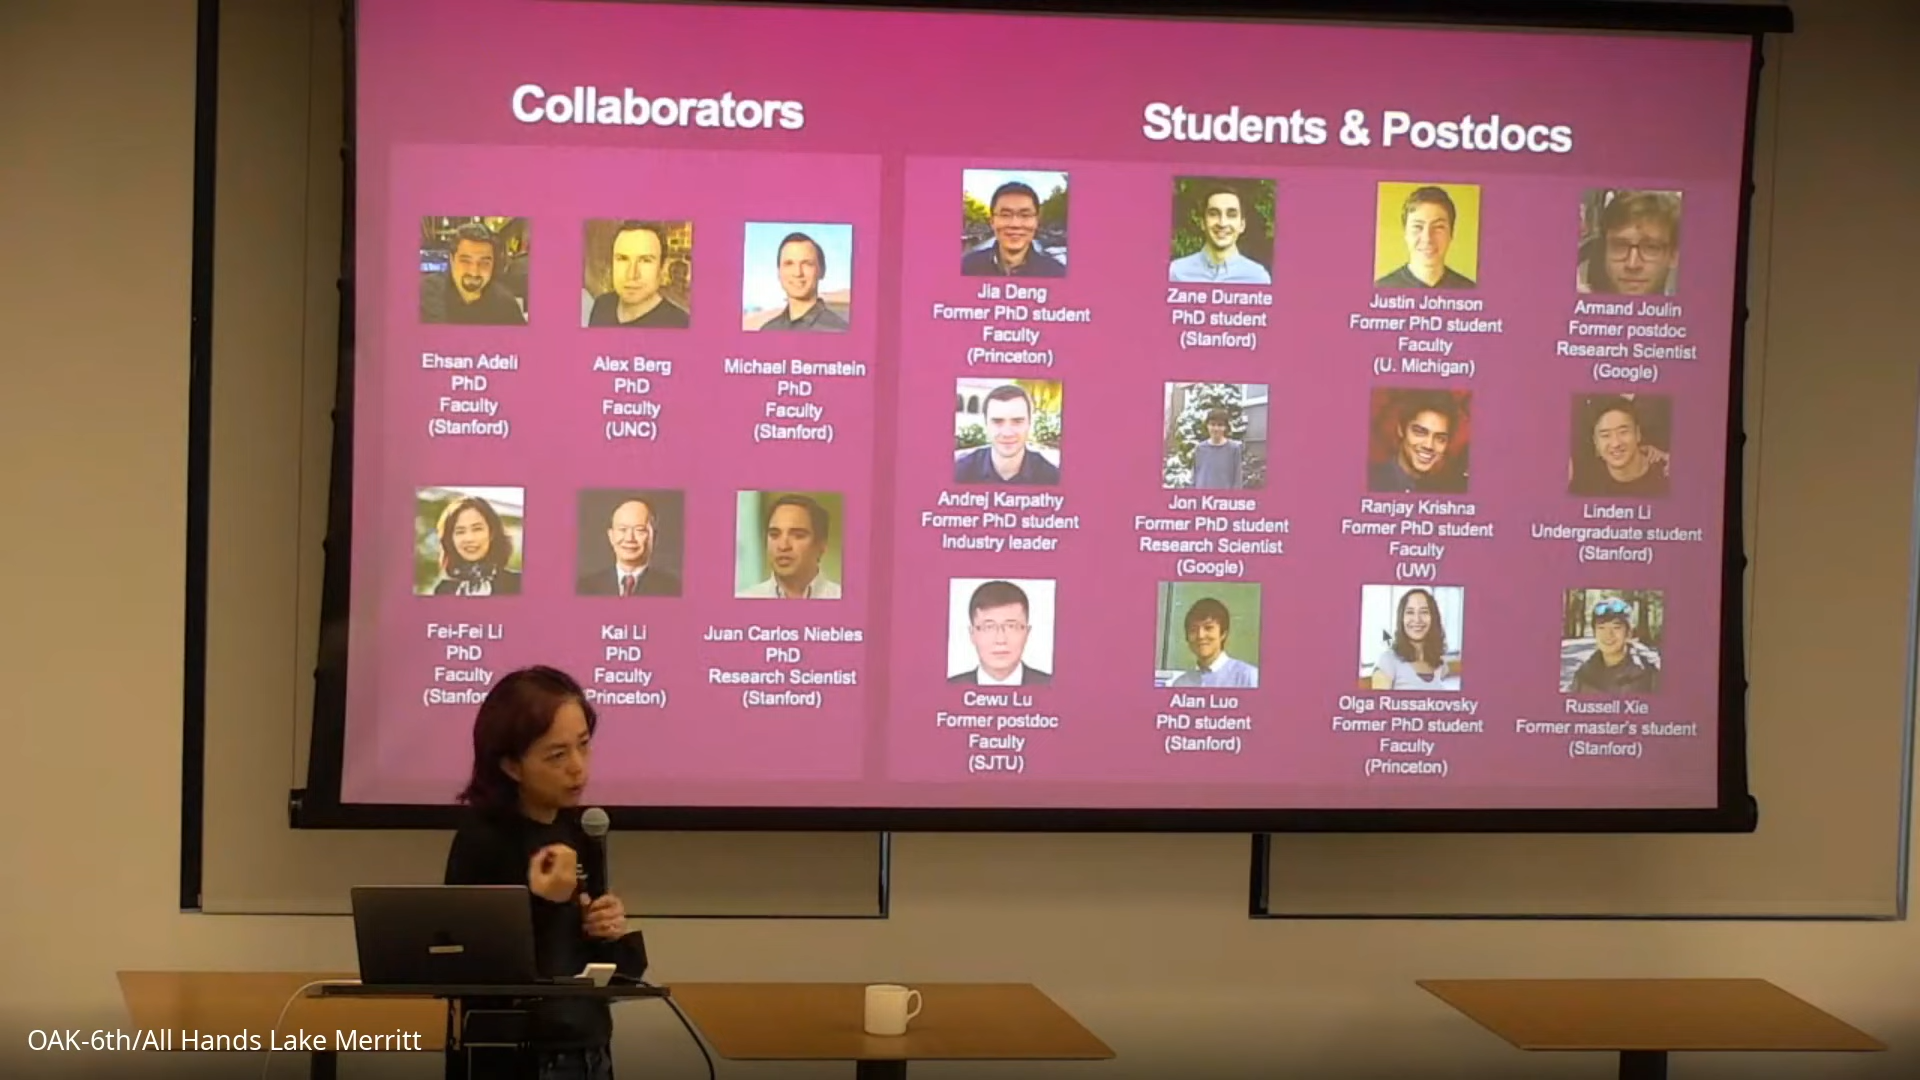 Collaborators
Ehsan Adeli
PhD
Faculty
(Stanford)
Alex Berg
PhD
Faculty
(UNC)
Michael Bernstein
PhD
Faculty
(Stanford)
Fei-Fei Li
PhD
Faculty
(Stanfor
Kai Li
PhD
Faculty
Princeton)
Juan Carlos Niebles
PhD
Research Scientist
(Stanford)
Students & Postdocs
Jia Deng
Former PhD student
Faculty
(Princeton)
Zane Durante
PhD student
(Stanford)
Justin Johnson
Former PhD student
Faculty
(U. Michigan)
Armand Joulin
Former postdoc
Research Scientist
(Google)
Andrej Karpathy
Former PhD student
Industry leader
Jon Krause
Former PhD student
Research Scientist
(Google)
Ranjay Krishna
Former PhD student
Faculty
(UW)
Linden Li
Undergraduate student
(Stanford)
Cewu Lu
Former postdoc
Faculty
(SJTU)
Alan Luo
PhD student
(Stanford)
Olga Russakovsky
Former PhD student
Faculty
(Princeton)
Russell Xie
Former master's student
(Stanford)
OAK-6th/All Hands Lake Merritt